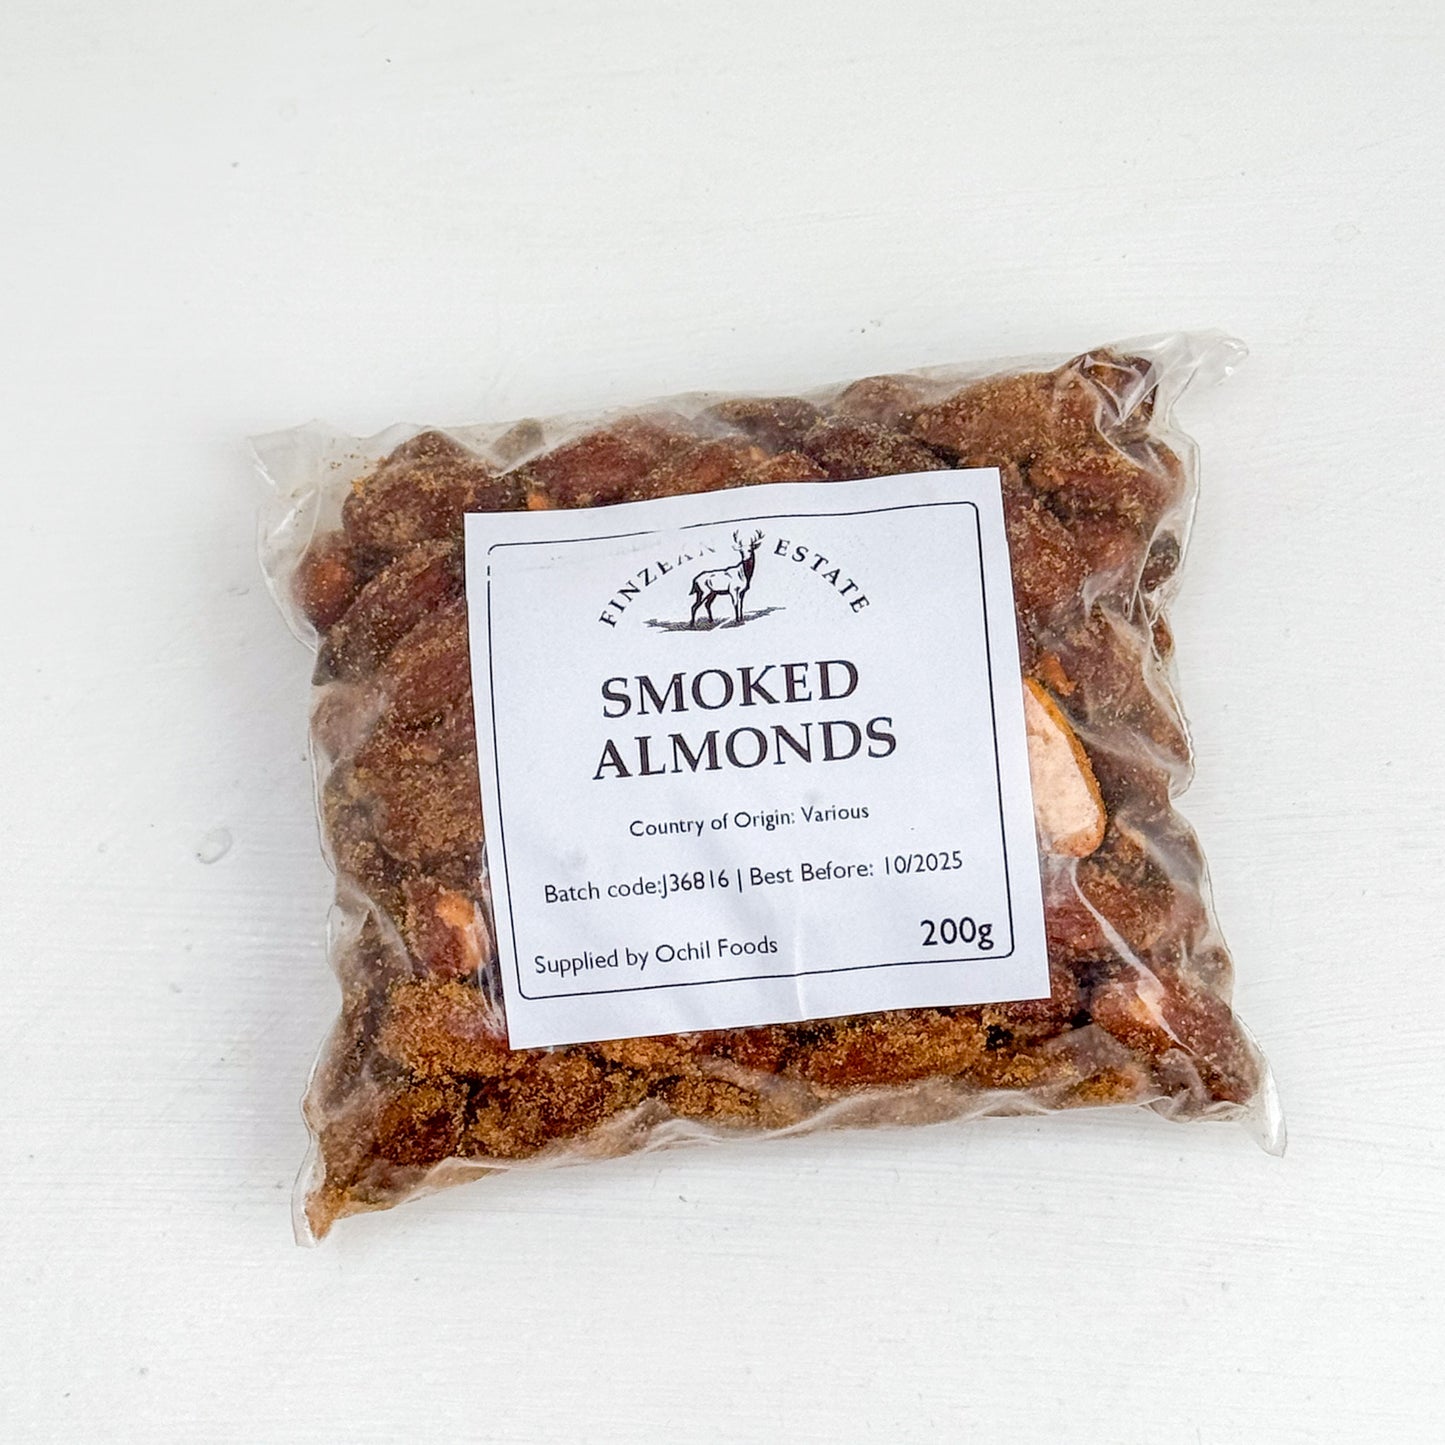 FINZEAN ESTATE
SMOKED
ALMONDS
Country of Origin: Various
Batch code:J36816 | Best Before: 10/2025
200g
Supplied by Ochil Foods